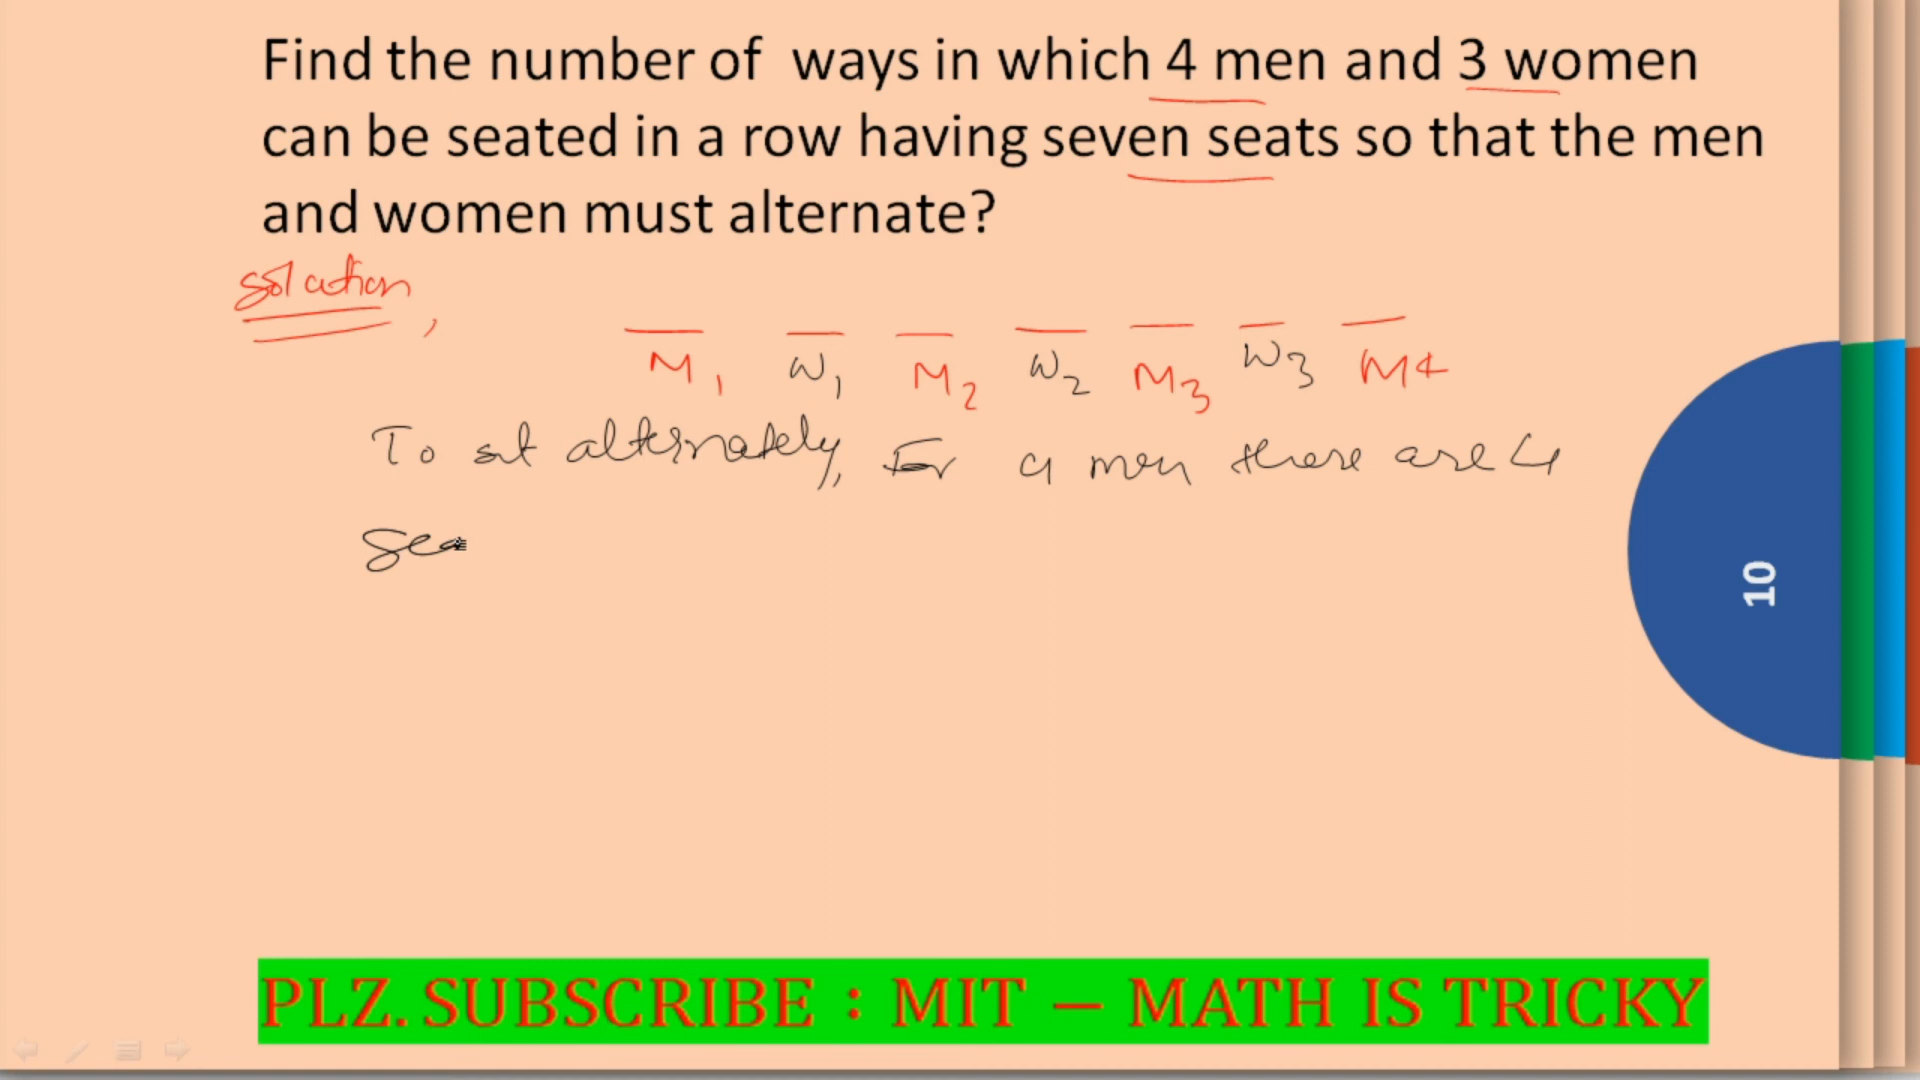 Find the number of ways in which 4 men and 3 women
can be seated in a row having seven seats so that the men
and women must alternate?
Solution,
M1 W1 M2 W2 M3 W3 M4
To sit alternately, For 4 men there are 4
Sea
10
PLZ. SUBSCRIBE : MIT – MATH IS TRICKY